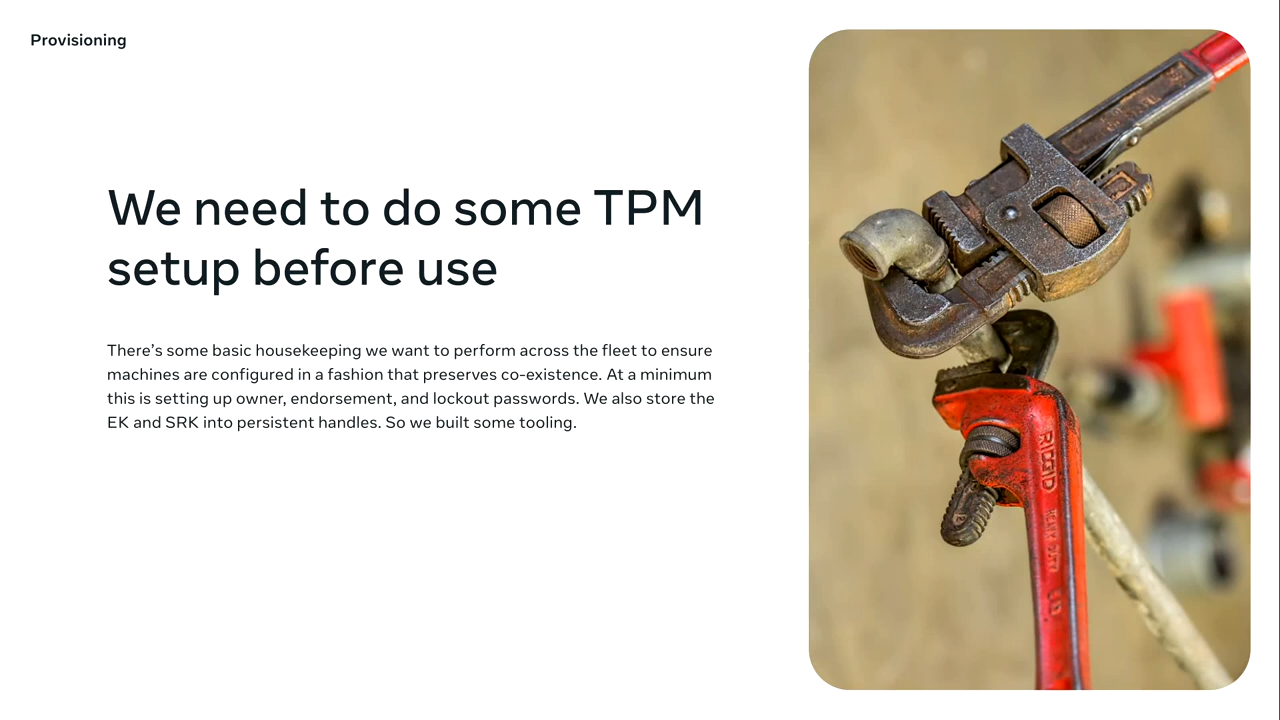 Provisioning
We need to do some TPM
setup before use
There’s some basic housekeeping we want to perform across the fleet to ensure
machines are configured in a fashion that preserves co-existence. At a minimum
this is setting up owner, endorsement, and lockout passwords. We also store the
EK and SRK into persistent handles. So we built some tooling.
RIDGID